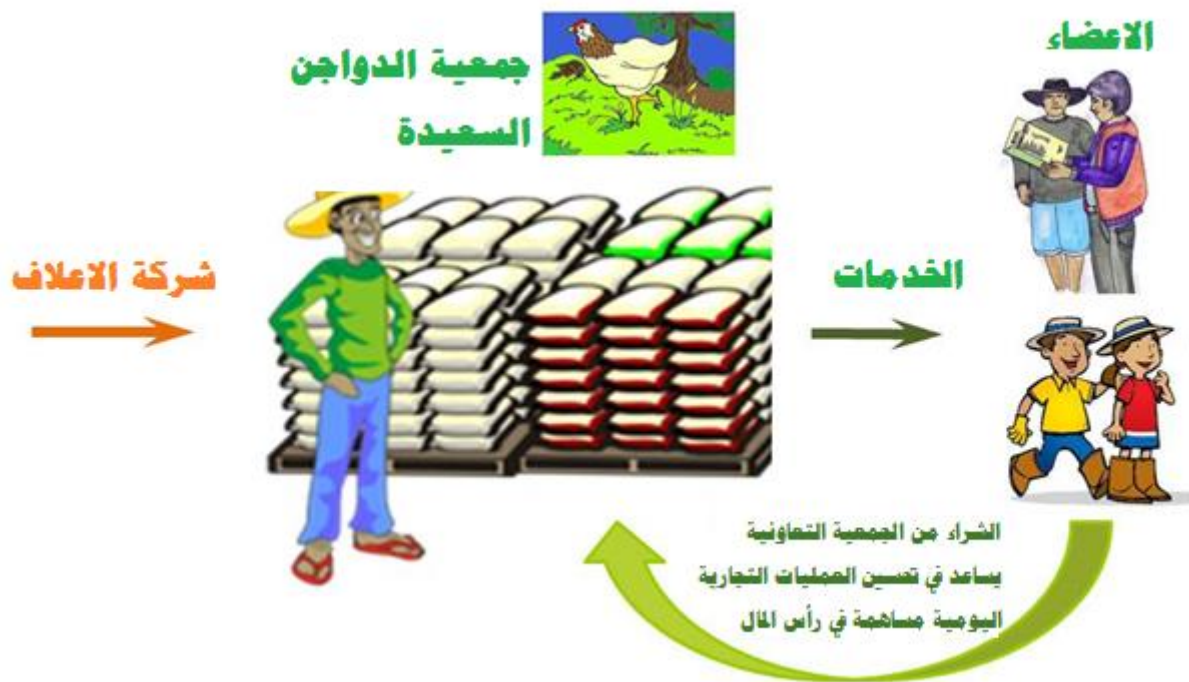 الاعضاء
جمعية الدواجن
السعيدة
الخدمات
شركة الاعلاف
الشراء من الجمعية التعاونية
يساعد في تحسين العمليات التجارية
اليومية مساهمة في رأس المال